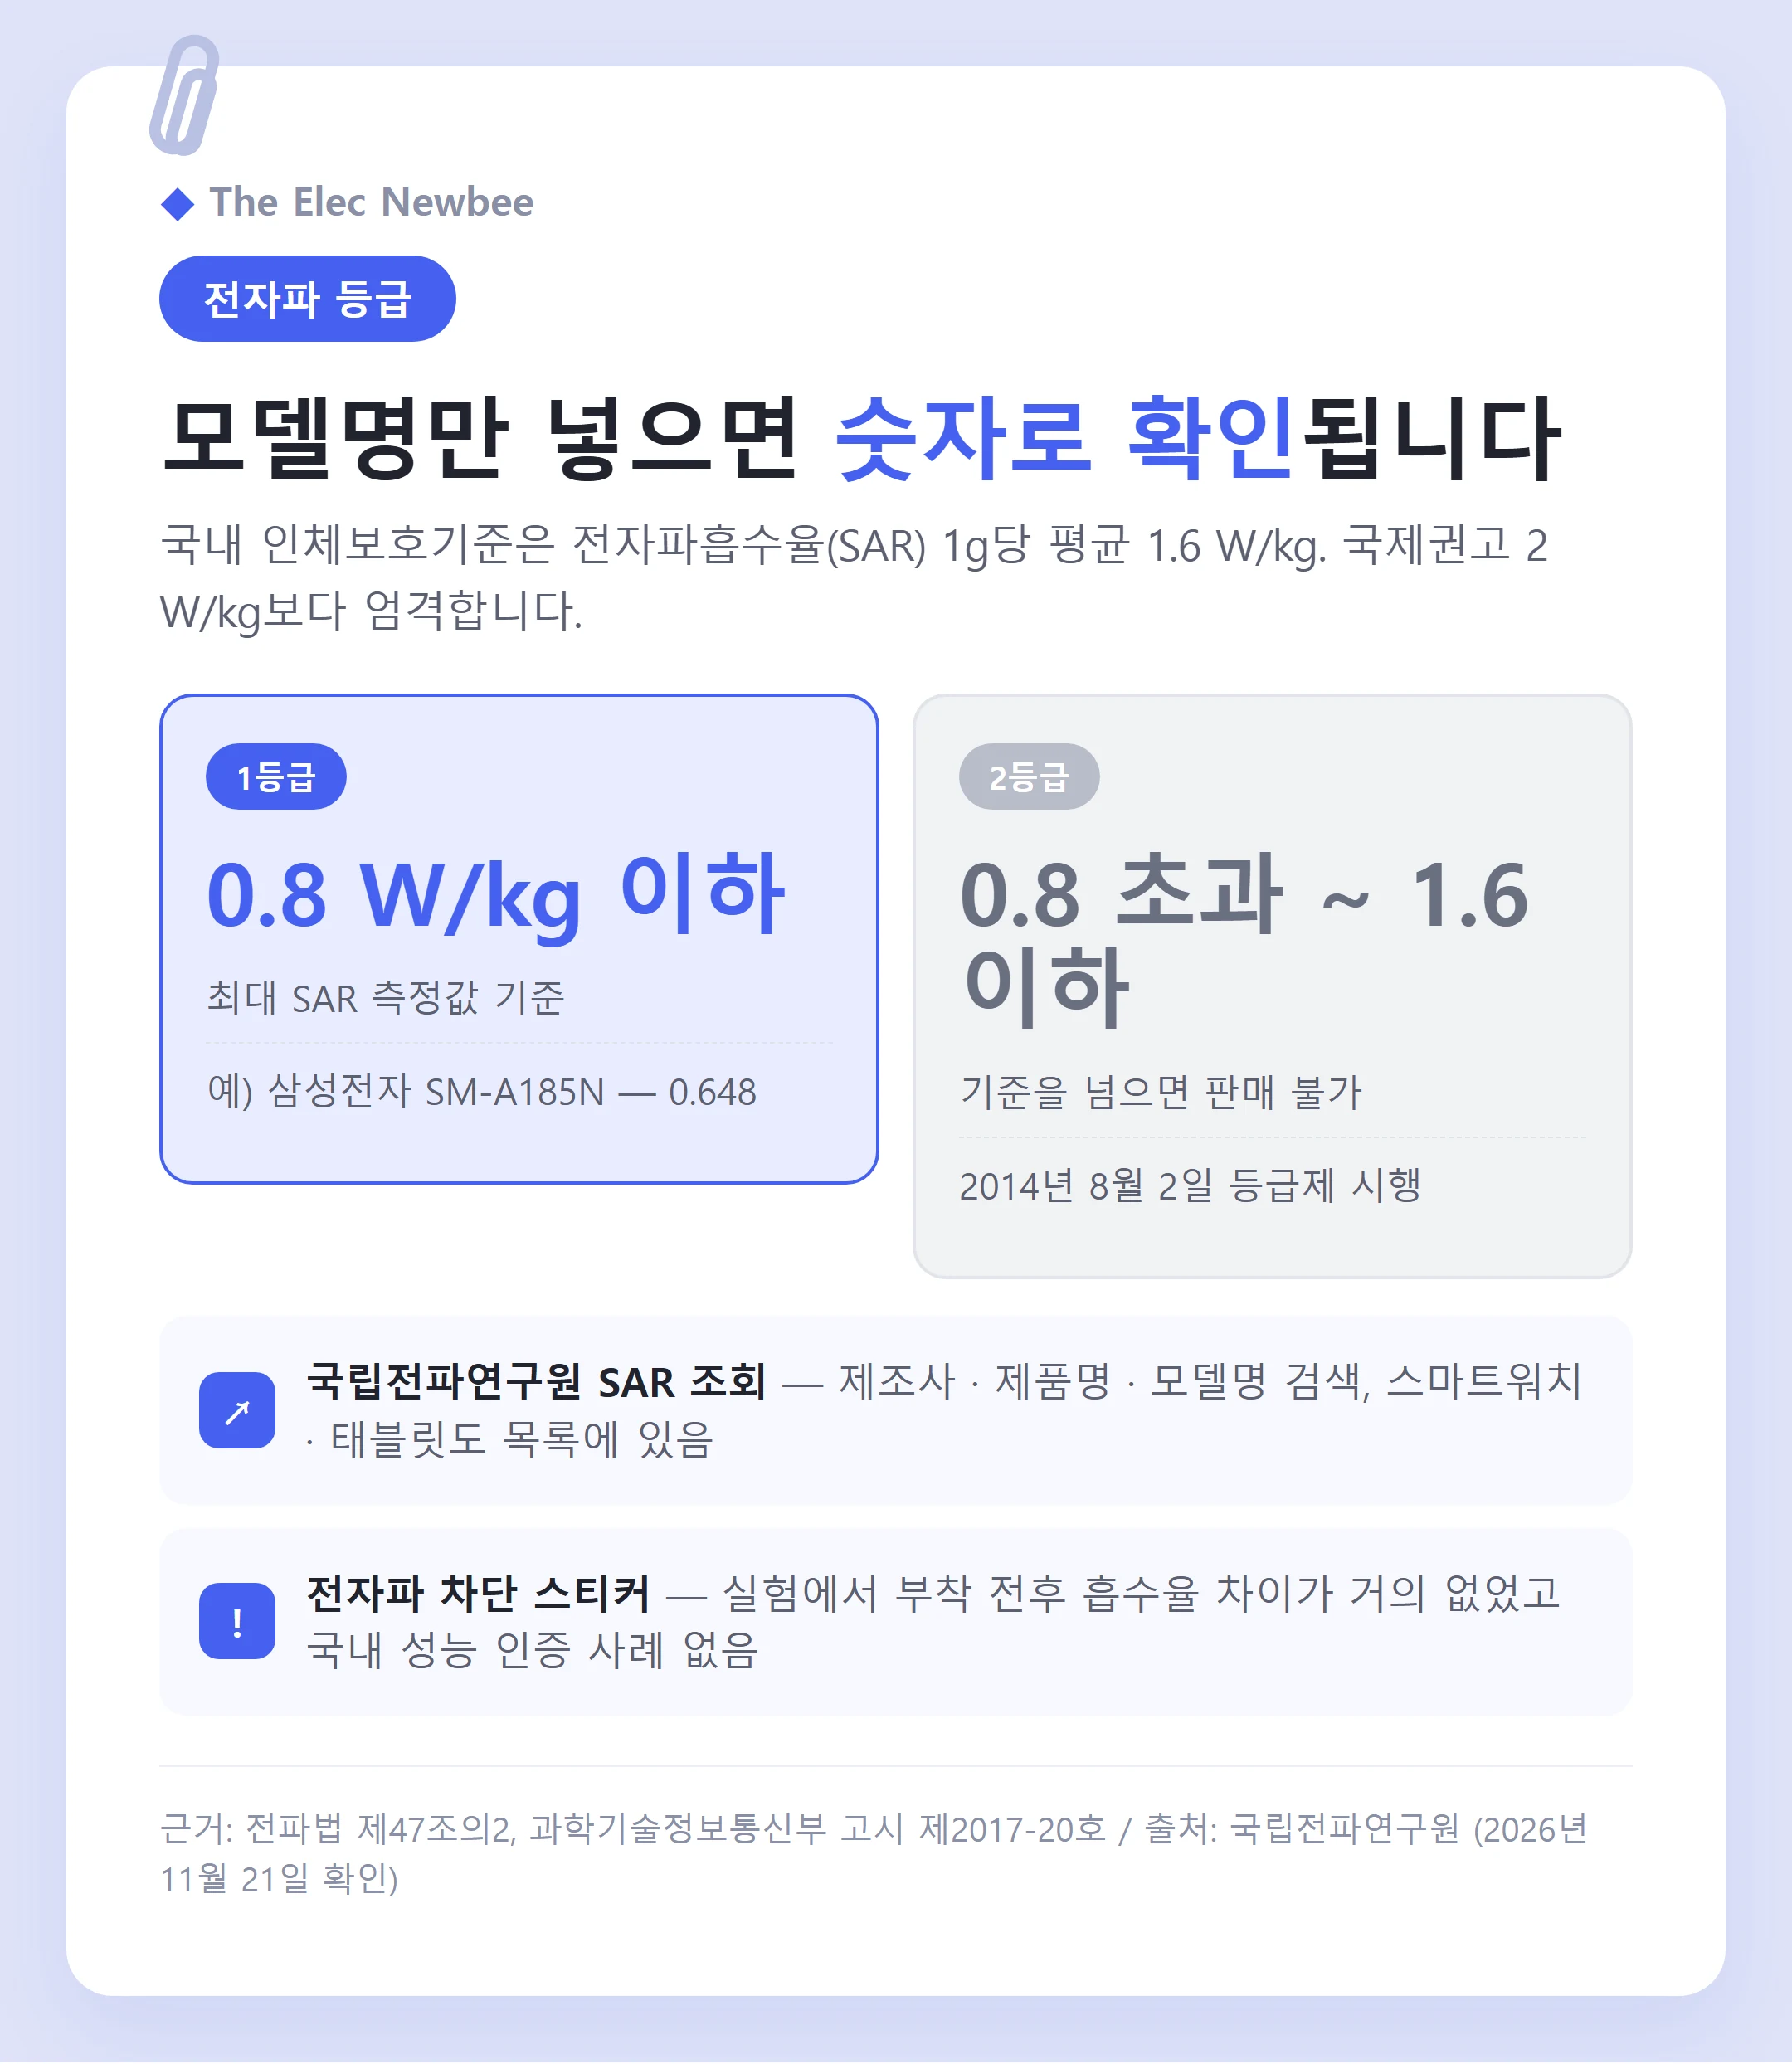 The Elec Newbee
전자파 등급
모델명만 넣으면 숫자로 확인됩니다
국내 인체보호기준은 전자파흡수율(SAR) 1g당 평균 1.6 W/kg. 국제권고 2
W/kg보다 엄격합니다.
1등급
0.8 W/kg 이하
최대 SAR 측정값 기준
예) 삼성전자 SM-A185N — 0.648
2등급
0.8 초과 ~ 1.6
이하
기준을 넘으면 판매 불가
2014년 8월 2일 등급제 시행
국립전파연구원 SAR 조회 — 제조사 · 제품명 · 모델명 검색, 스마트워치
· 태블릿도 목록에 있음
전자파 차단 스티커 — 실험에서 부착 전후 흡수율 차이가 거의 없었고
국내 성능 인증 사례 없음
근거: 전파법 제47조의2, 과학기술정보통신부 고시 제2017-20호 / 출처: 국립전파연구원 (2026년
11월 21일 확인)